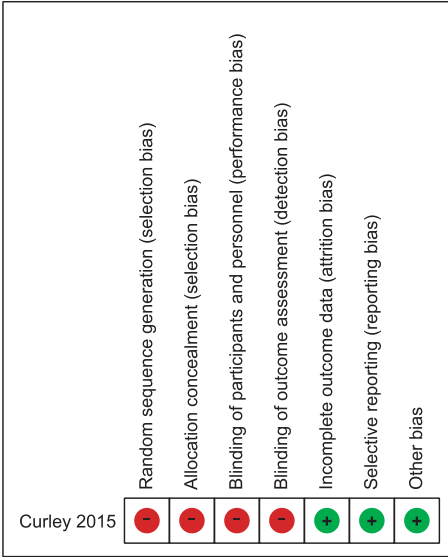 Random sequence generation (selection bias)
Allocation concealment (selection bias)
Blinding of participants and personnel (performance bias)
Blinding of outcome assessment (detection bias)
Incomplete outcome data (attrition bias)
Selective reporting (reporting bias)
Other bias
Curley 2015 - - - - + + +